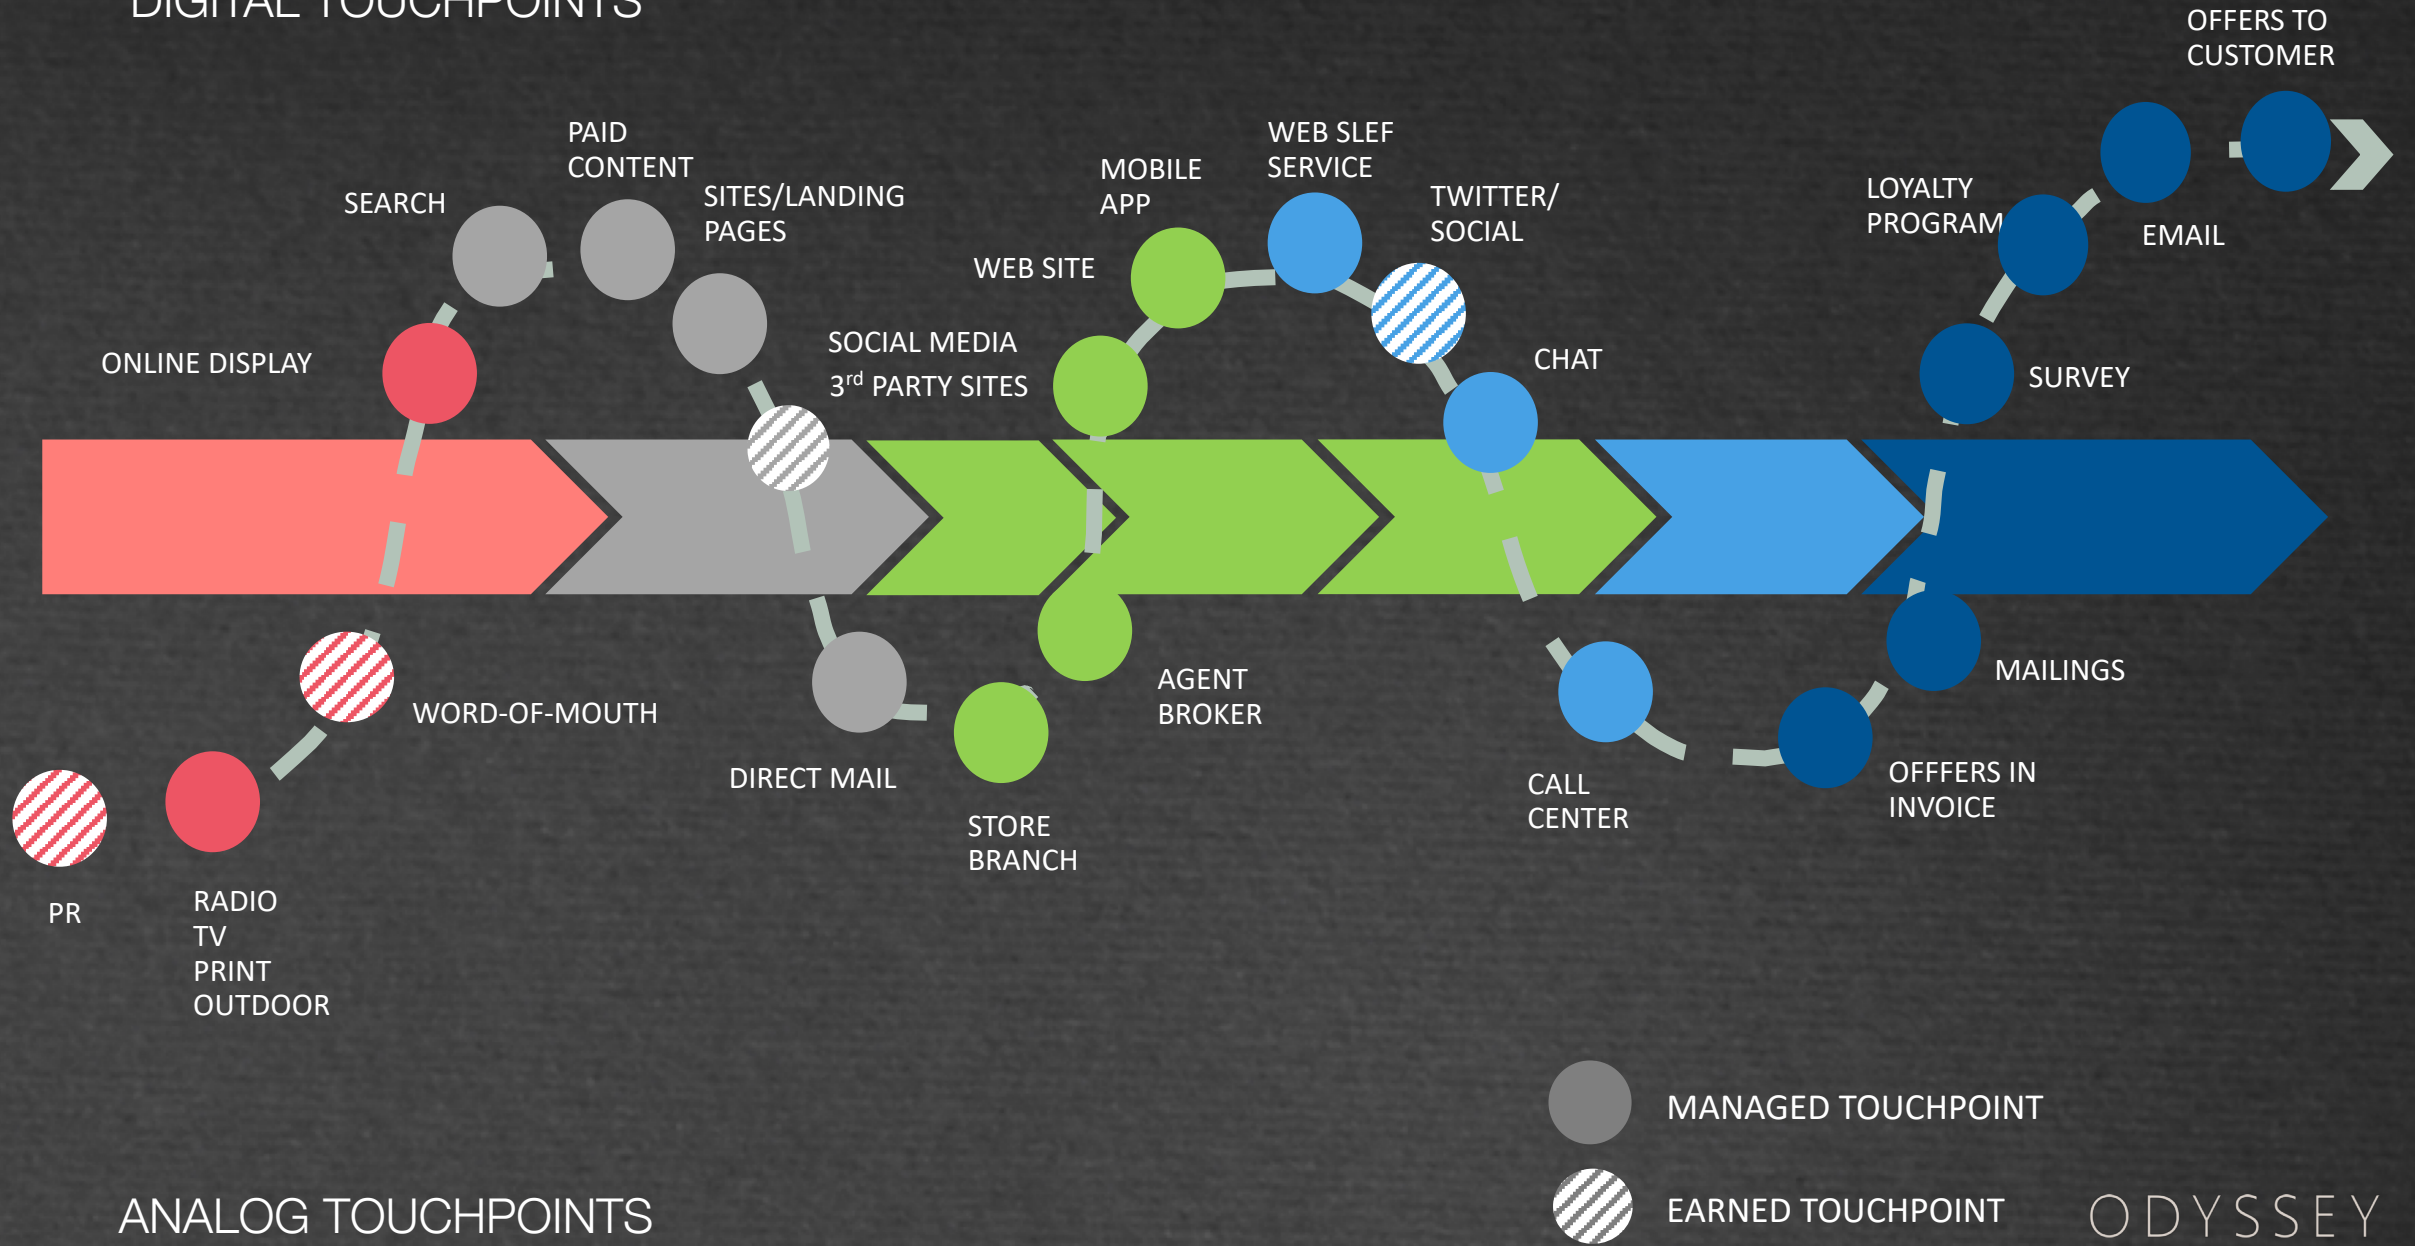 DIGITAL TOUCHPOINTS
OFFERS TO
CUSTOMER
PAID
CONTENT
WEB SLEF
SERVICE
MOBILE
APP
SEARCH
SITES/LANDING
PAGES
TWITTER/
SOCIAL
LOYALTY
PROGRAM
EMAIL
WEB SITE
ONLINE DISPLAY
SOCIAL MEDIA
3rd PARTY SITES
CHAT
SURVEY
WORD-OF-MOUTH
AGENT
BROKER
MAILINGS
DIRECT MAIL
STORE
BRANCH
CALL
CENTER
OFFFERS IN
INVOICE
PR
RADIO
TV
PRINT
OUTDOOR
MANAGED TOUCHPOINT
EARNED TOUCHPOINT
ANALOG TOUCHPOINTS
ODYSSEY